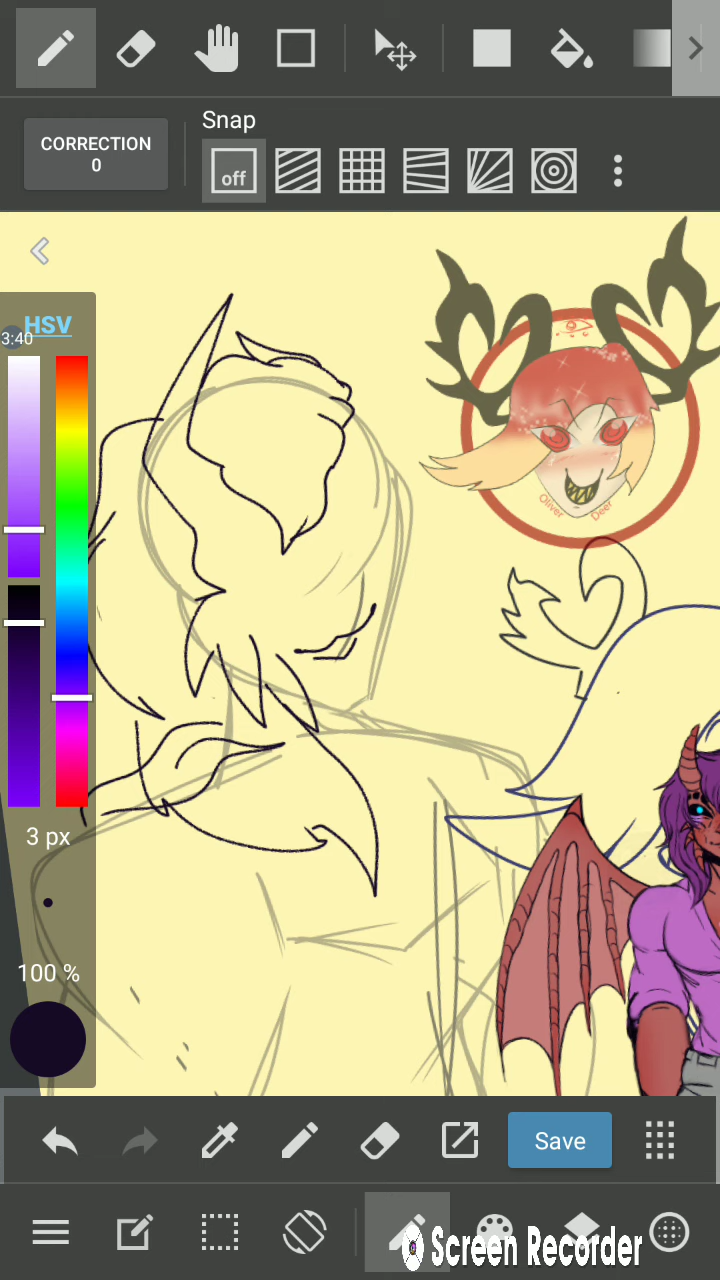 Snap
CORRECTION
0
off
HSV
3:40
Oliver
Deer
3 px
100 %
Save
Screen Recorder